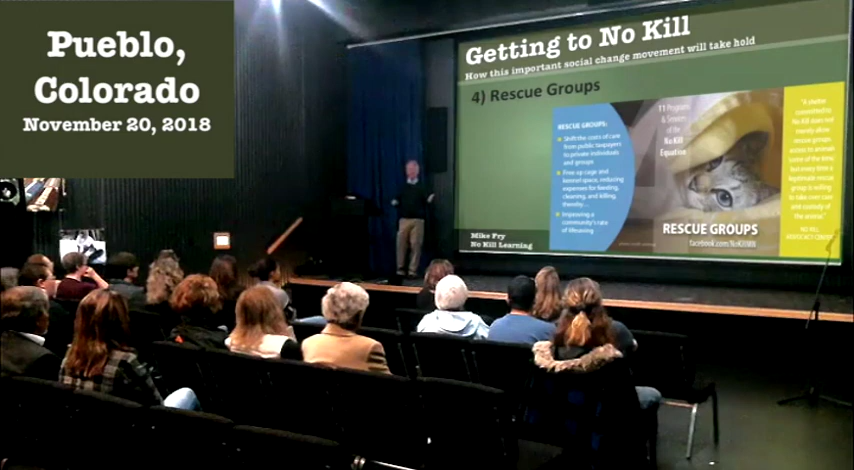 Pueblo,
Colorado
November 20, 2018
Getting to No Kill
How this important social change movement will take hold
4) Rescue Groups
RESCUE GROUPS:
Shift the costs of care
from public taxpayers
to private individuals
and groups
Free up cage and
kennel space, reducing
expenses for feeding,
cleaning, and killing,
thereby...
Improving a
community's rate
of lifesaving
11 Programs
& Services
of the
No Kill
Equation
"A shelter
committed to
No Kill does not
merely allow
rescue groups
access to animals
some of the time,
but every time a
legitimate rescue
group is willing
to take over care
and custody of
the animal."
NO KILL
ADVOCACY CENTER
RESCUE GROUPS
Mike Fry
No Kill Learning